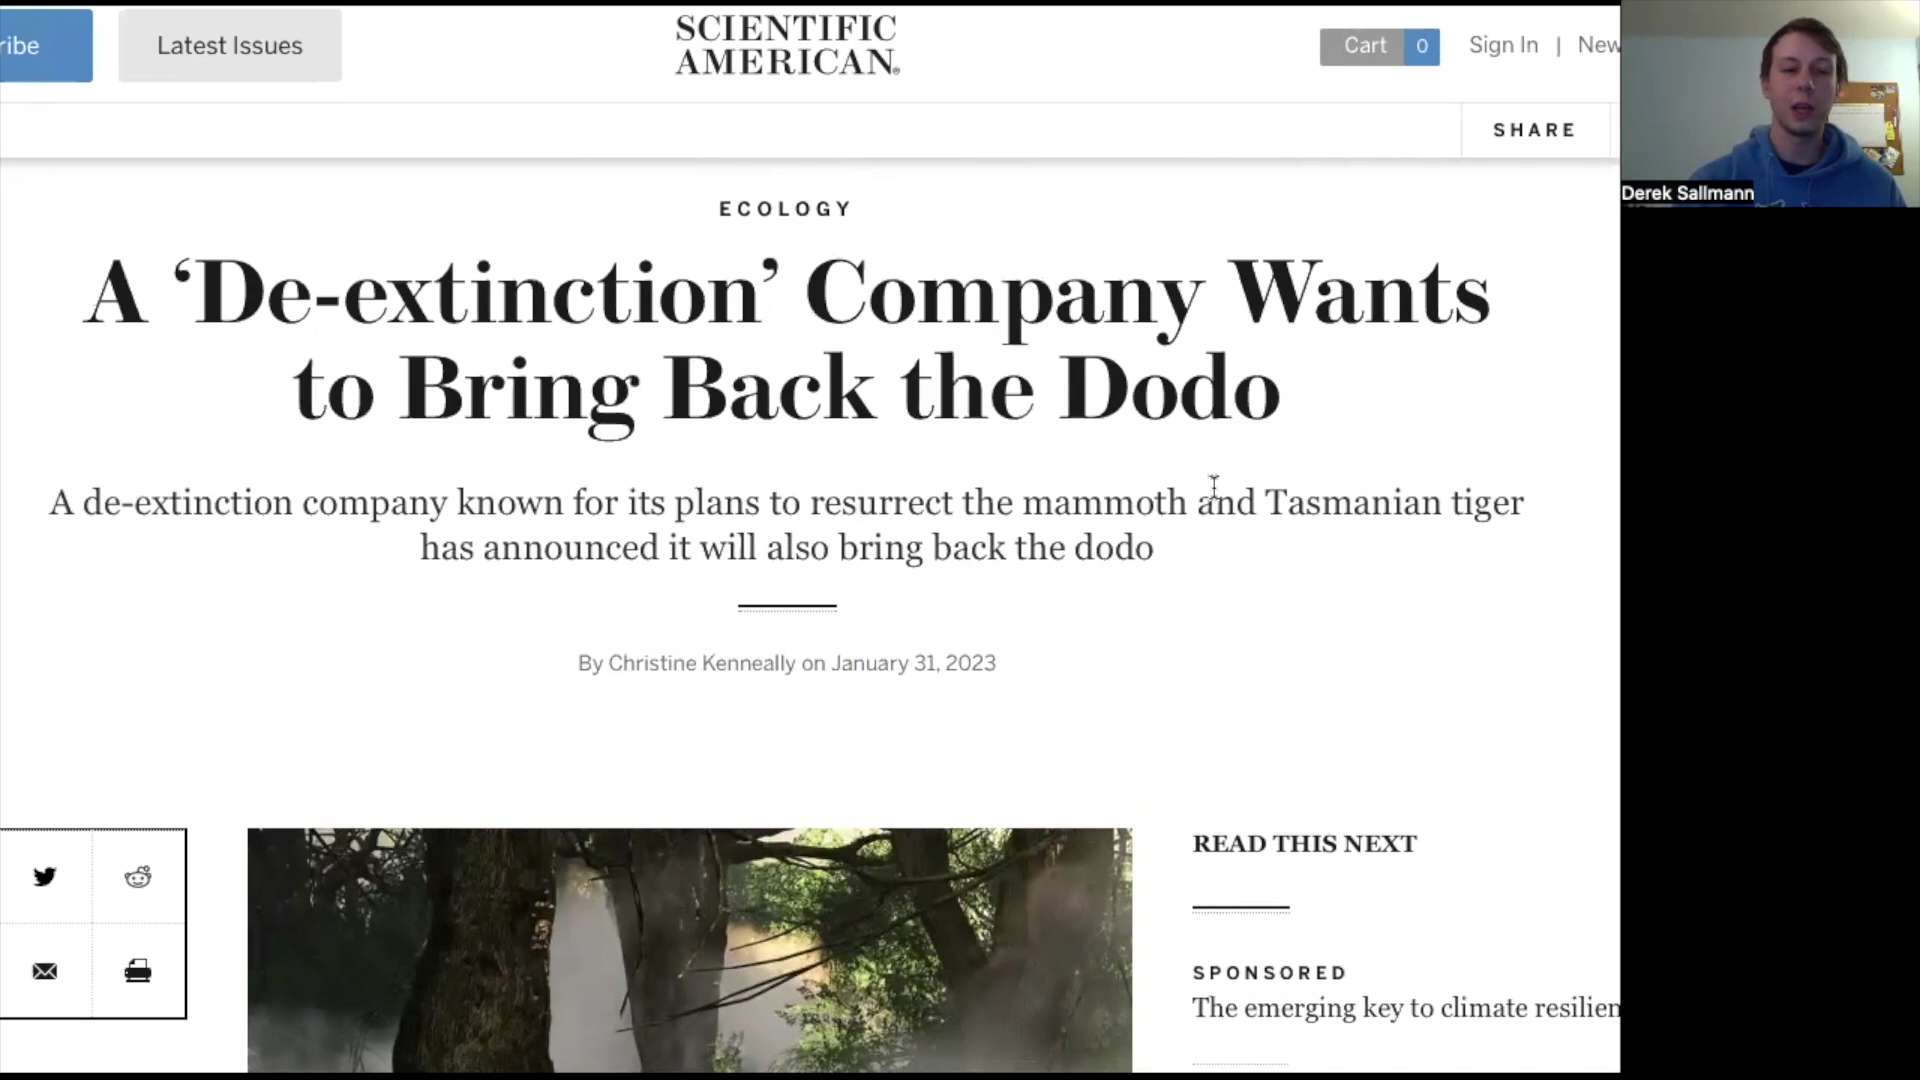 ribe
Latest Issues
SCIENTIFIC
AMERICAN®
Cart 0
Sign In | New
SHARE
Derek Sallmann
ECOLOGY
A ‘De-extinction’ Company Wants
to Bring Back the Dodo
A de-extinction company known for its plans to resurrect the mammoth and Tasmanian tiger
has announced it will also bring back the dodo
By Christine Kenneally on January 31, 2023
READ THIS NEXT
SPONSORED
The emerging key to climate resilien